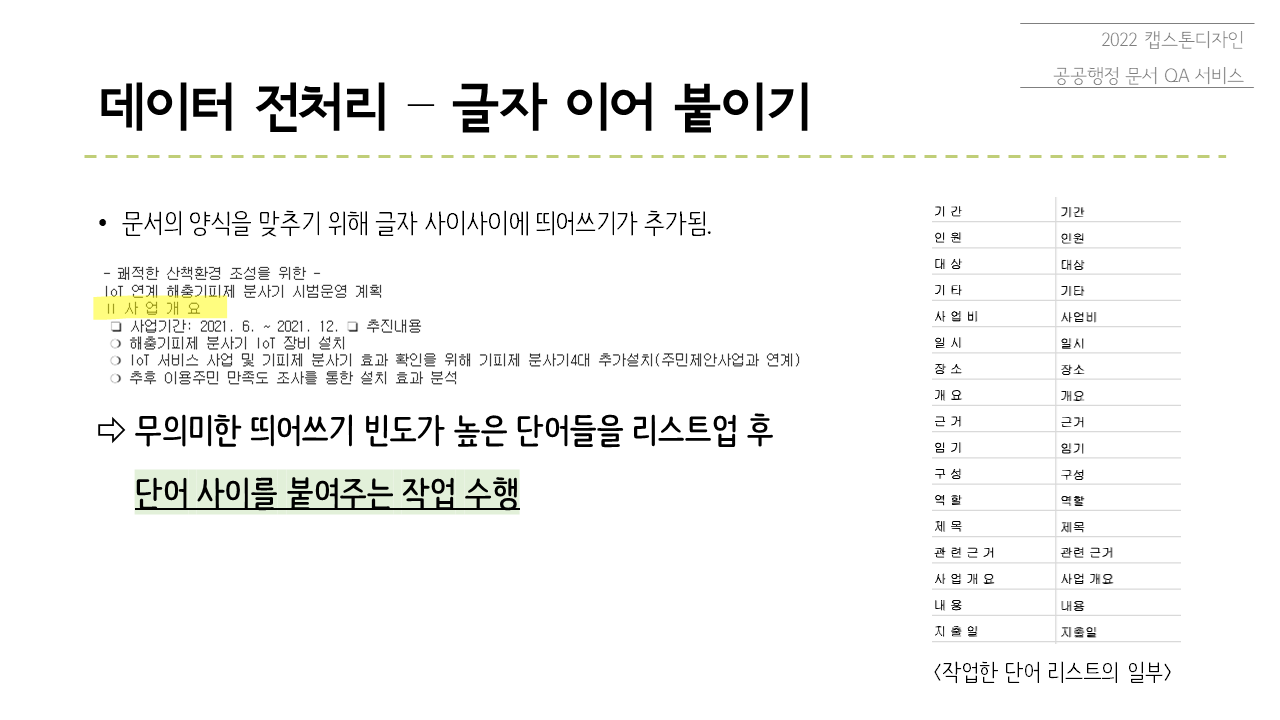 2022 캡스톤디자인
공공행정 문서 QA 서비스
데이터 전처리 – 글자 이어 붙이기
• 문서의 양식을 맞추기 위해 글자 사이사이에 띄어쓰기가 추가됨.
- 쾌적한 산책환경 조성을 위한 -
IoT 연계 해충기피제 분사기 시범운영 계획
Ⅱ 사 업 개 요
❏ 사업기간: 2021. 6. ~ 2021. 12. ❏ 추진내용
❍ 해충기피제 분사기 IoT 장비 설치
❍ IoT 서비스 사업 및 기피제 분사기 효과 확인을 위해 기피제 분사기4대 추가설치(주민제안사업과 연계)
❍ 추후 이용주민 만족도 조사를 통한 설치 효과 분석
⇨ 무의미한 띄어쓰기 빈도가 높은 단어들을 리스트업 후
단어 사이를 붙여주는 작업 수행
기 간 기간
인 원 인원
대 상 대상
기 타 기타
사 업 비 사업비
일 시 일시
장 소 장소
개 요 개요
근 거 근거
임 기 임기
구 성 구성
역 할 역할
제 목 제목
관 련 근 거 관련 근거
사 업 개 요 사업 개요
내 용 내용
지 출 일 지출일
<작업한 단어 리스트의 일부>